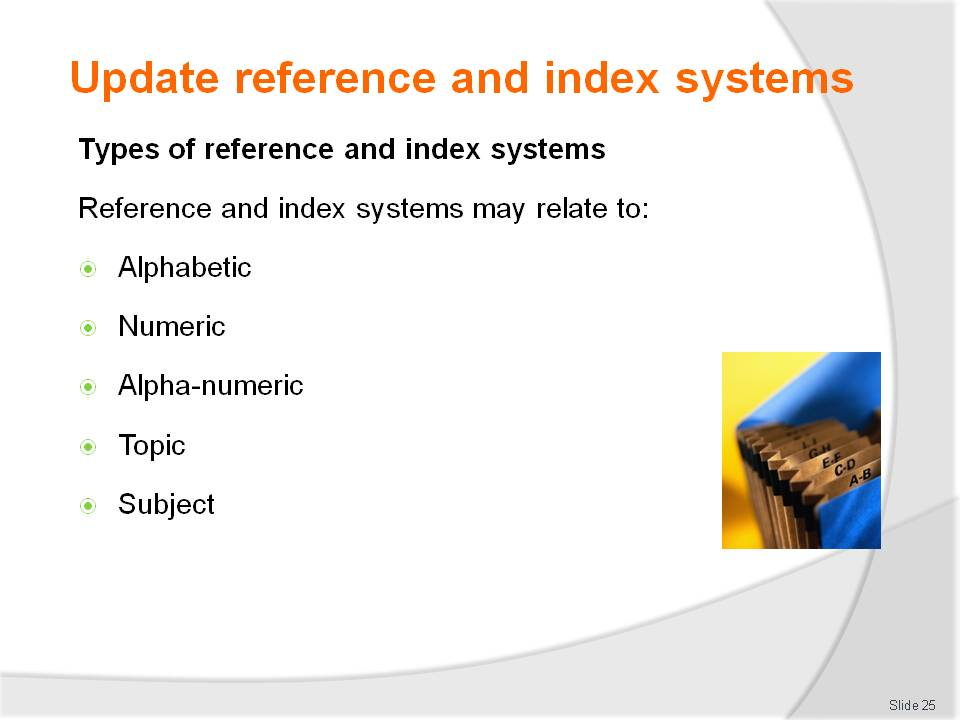 Update reference and index systems
Types of reference and index systems
Reference and index systems may relate to:
Alphabetic
Numeric
Alpha-numeric
Topic
Subject
G-H
E-F
C-D
A-B
Slide 25